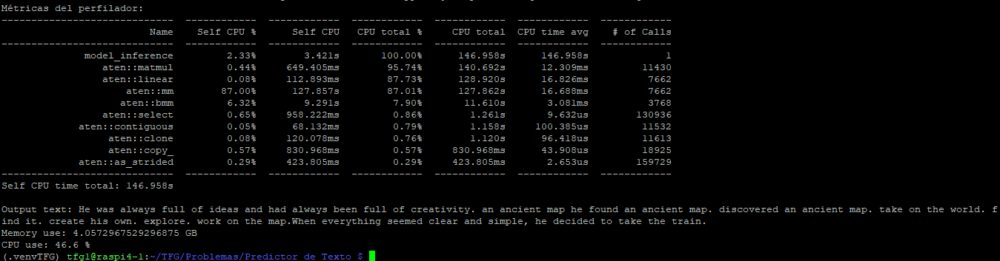 Métricas del perfilador:
---------------------------- ------------ ------------ ------------ ------------ ------------ ------------
Name Self CPU % Self CPU CPU total % CPU total CPU time avg # of Calls
---------------------------- ------------ ------------ ------------ ------------ ------------ ------------
model_inference 2.33% 3.421s 100.00% 146.958s 146.958s 1
aten::matmul 0.44% 649.405ms 95.74% 140.692s 12.309ms 11430
aten::linear 0.08% 112.893ms 87.73% 128.920s 16.826ms 7662
aten::mm 87.00% 127.857s 87.01% 127.862s 16.688ms 7662
aten::bmm 6.32% 9.291s 7.90% 11.610s 3.081ms 3768
aten::select 0.65% 958.222ms 0.86% 1.261s 9.632us 130936
aten::contiguous 0.05% 68.132ms 0.79% 1.158s 100.385us 11532
aten::clone 0.08% 120.078ms 0.76% 1.120s 96.418us 11613
aten::copy_ 0.57% 830.968ms 0.57% 830.968ms 43.908us 18925
aten::as_strided 0.29% 423.805ms 0.29% 423.805ms 2.653us 159729
---------------------------- ------------ ------------ ------------ ------------ ------------ ------------
Self CPU time total: 146.958s
Output text: He was always full of ideas and had always been full of creativity. an ancient map he found an ancient map. discovered an ancient map. take on the world. f
ind it. create his own. explore. work on the map.When everything seemed clear and simple, he decided to take the train.
Memory use: 4.0572967529296875 GB
CPU use: 46.6 %
(.venvTFG) tfg1@raspi4-1:~/TFG/Problemas/Predictor de Texto $